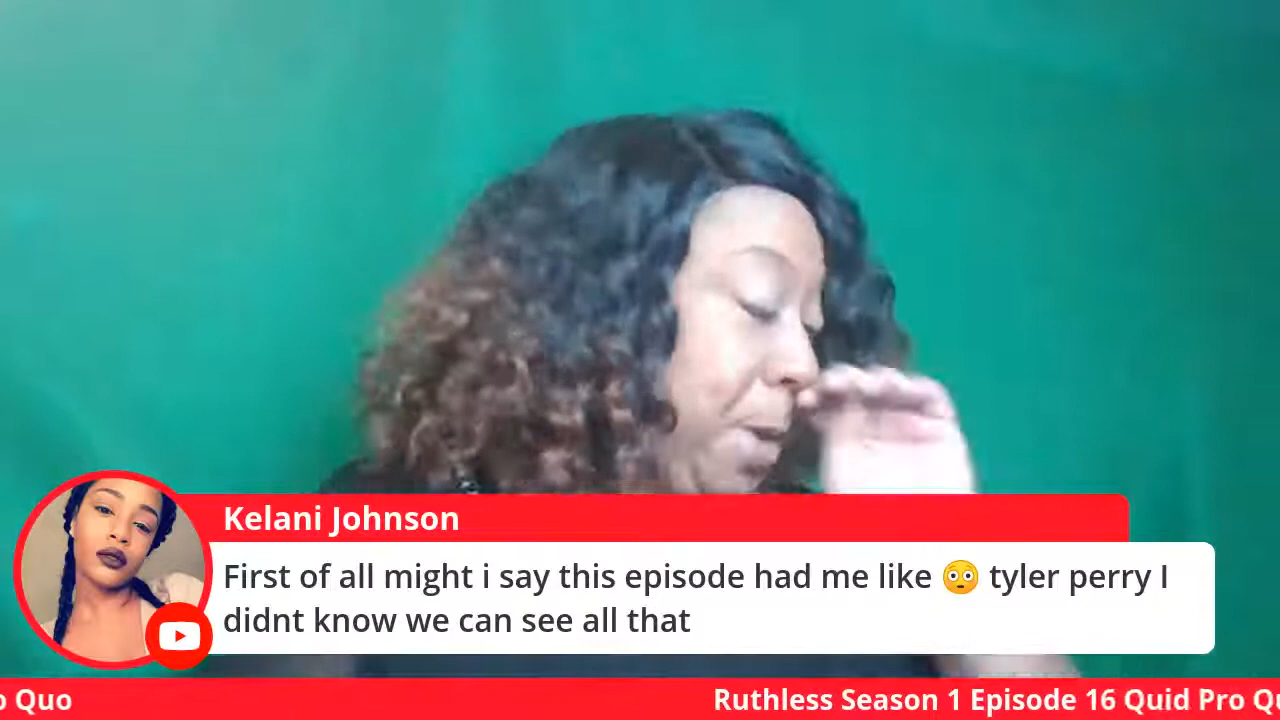 Kelani Johnson
First of all might i say this episode had me like 😳 tyler perry I
didnt know we can see all that
o Quo
Ruthless Season 1 Episode 16 Quid Pro Qu